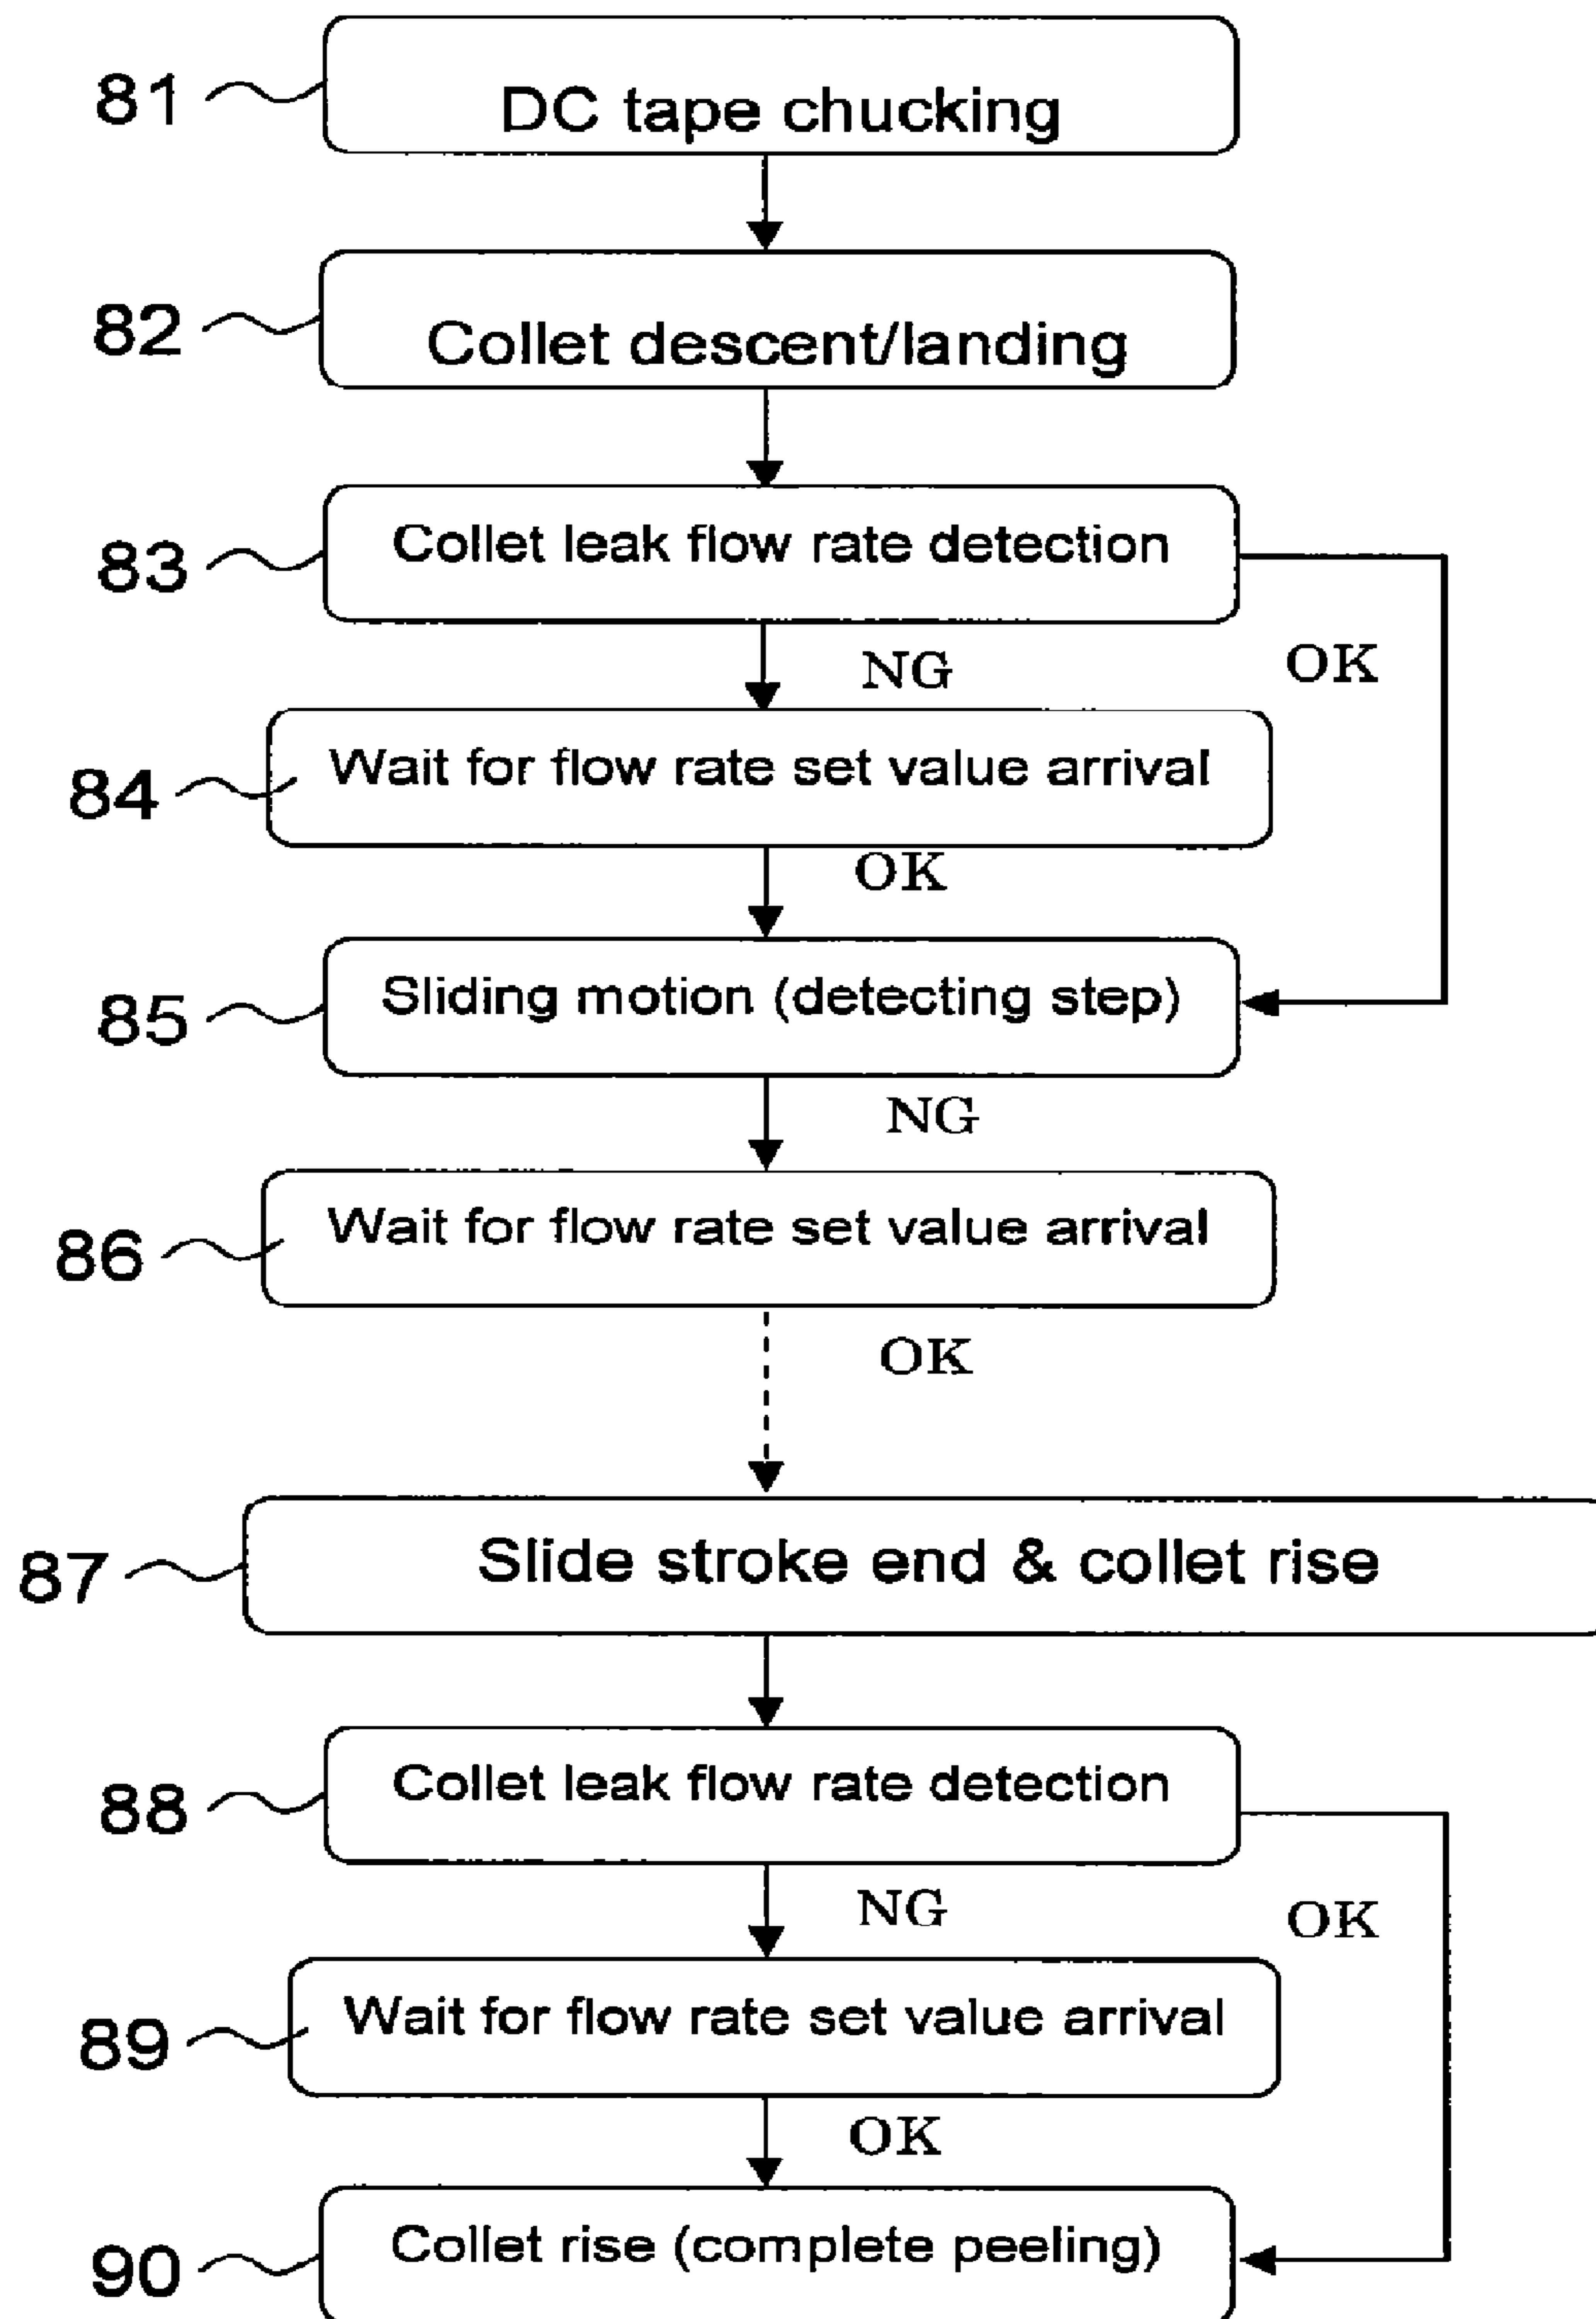 81
DC tape chucking
82
Collet descent/landing
83
Collet leak flow rate detection
NG
OK
84
Wait for flow rate set value arrival
OK
85
Sliding motion (detecting step)
NG
86
Wait for flow rate set value arrival
OK
87
Slide stroke end & collet rise
88
Collet leak flow rate detection
NG
OK
89
Wait for flow rate set value arrival
OK
90
Collet rise (complete peeling)